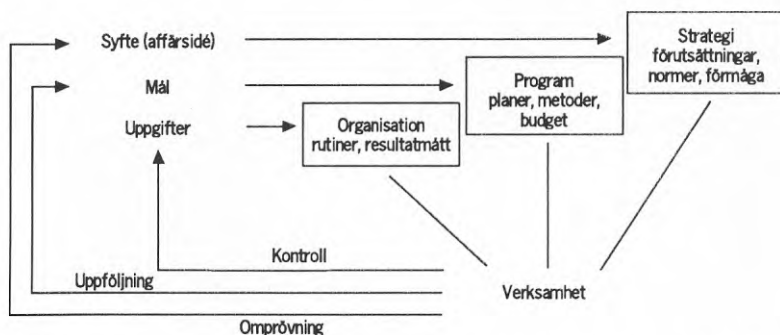 Syfte (affärsidé)
Strategi
förutsättningar,
normer, förmåga
Mål
Program
planer, metoder,
budget
Uppgifter
Organisation
rutiner, resultatmått
Kontroll
Uppföljning
Verksamhet
Omprövning